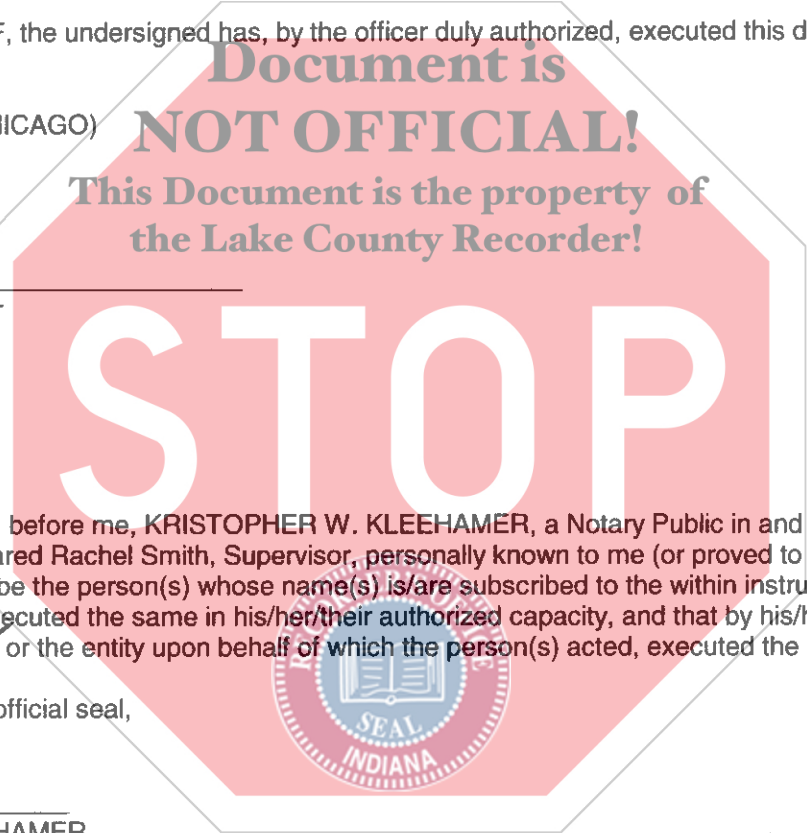 F, the undersigned has, by the officer duly authorized, executed this d
Document is
HICAGO)
NOT OFFICIAL!
This Document is the property of
the Lake County Recorder!
STOP
before me, KRISTOPHER W. KLEEHAMER, a Notary Public in and
ared Rachel Smith, Supervisor, personally known to me (or proved to
be the person(s) whose name(s) is/are subscribed to the within instru
ecuted the same in his/her/their authorized capacity, and that by his/h
or the entity upon behalf of which the person(s) acted, executed the
official seal,
SEAL
INDIANA
HAMER